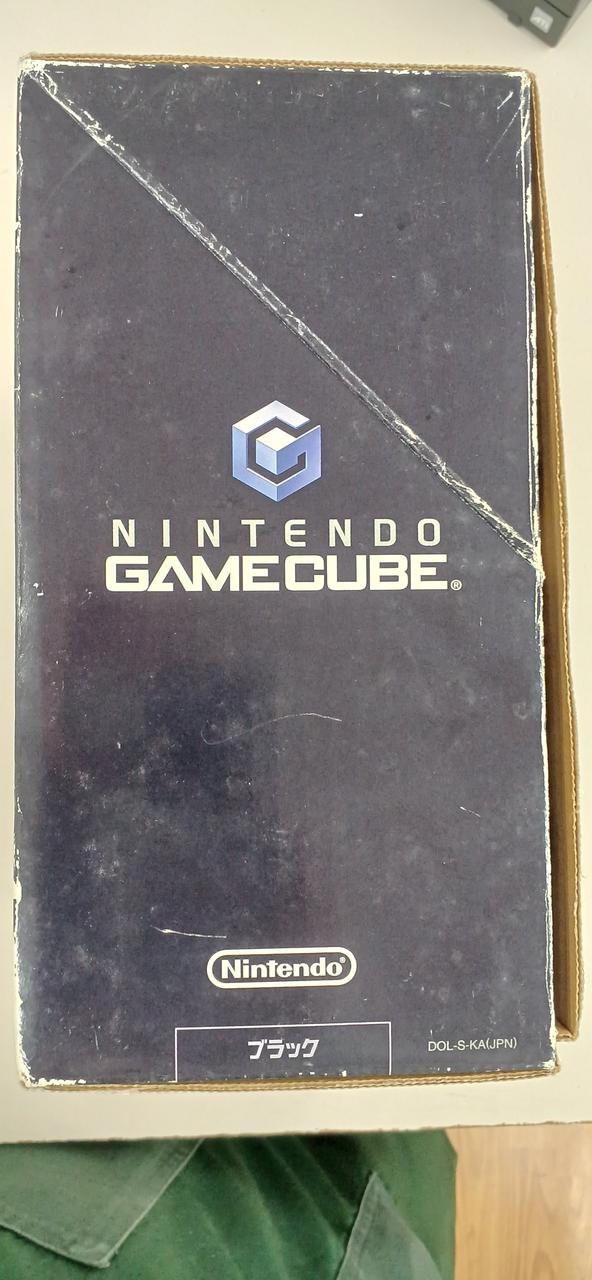 NINTENDO
GAMECUBE®
Nintendo®
ブラック
DOL-S-KA(JPN)